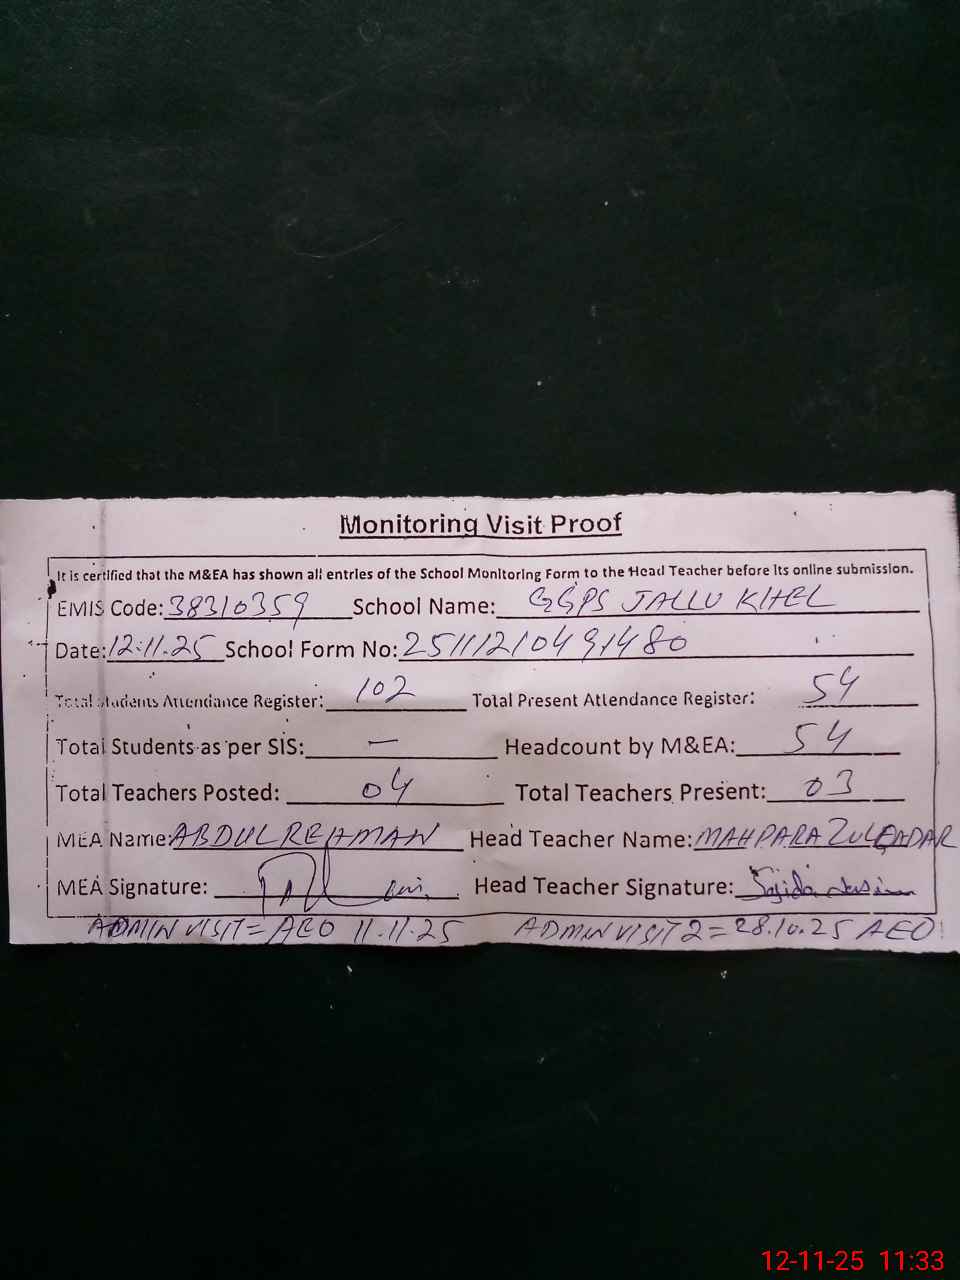 Monitoring Visit Proof
It is certified that the M&EA has shown all entries of the School Monitoring Form to the Head Teacher before its online submission.
EMIS Code: 38310359 School Name: GGPS JALLU KHEL
Date: 12.11.25 School Form No: 25111210491480
Total Students Attendance Register: 102 Total Present Attendance Register: 54
Total Students as per SIS: — Headcount by M&EA: 54
Total Teachers Posted: 04 Total Teachers Present: 03
MEA Name: ABDUL REHMAN Head Teacher Name: MAHPARA
MEA Signature: Head Teacher Signature: Sajida
ADMIN VISIT = AEO 11.11.25 ADMIN VISIT 2 = 28.10.25 AEO
12-11-25 11:33